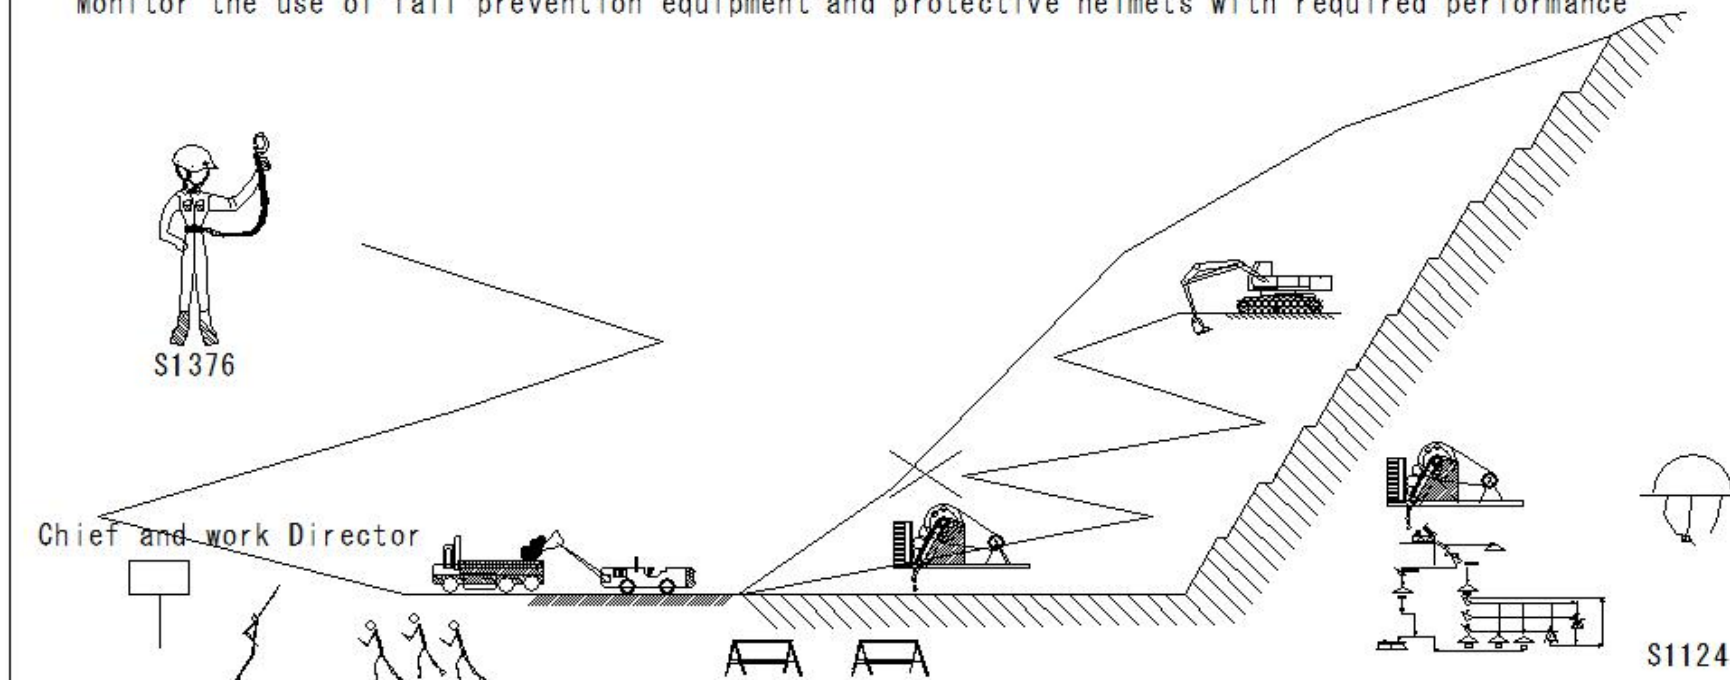 Monitor the use of fall prevention equipment and protective helmets with required performance
S1376
Chief and work Director
S1124